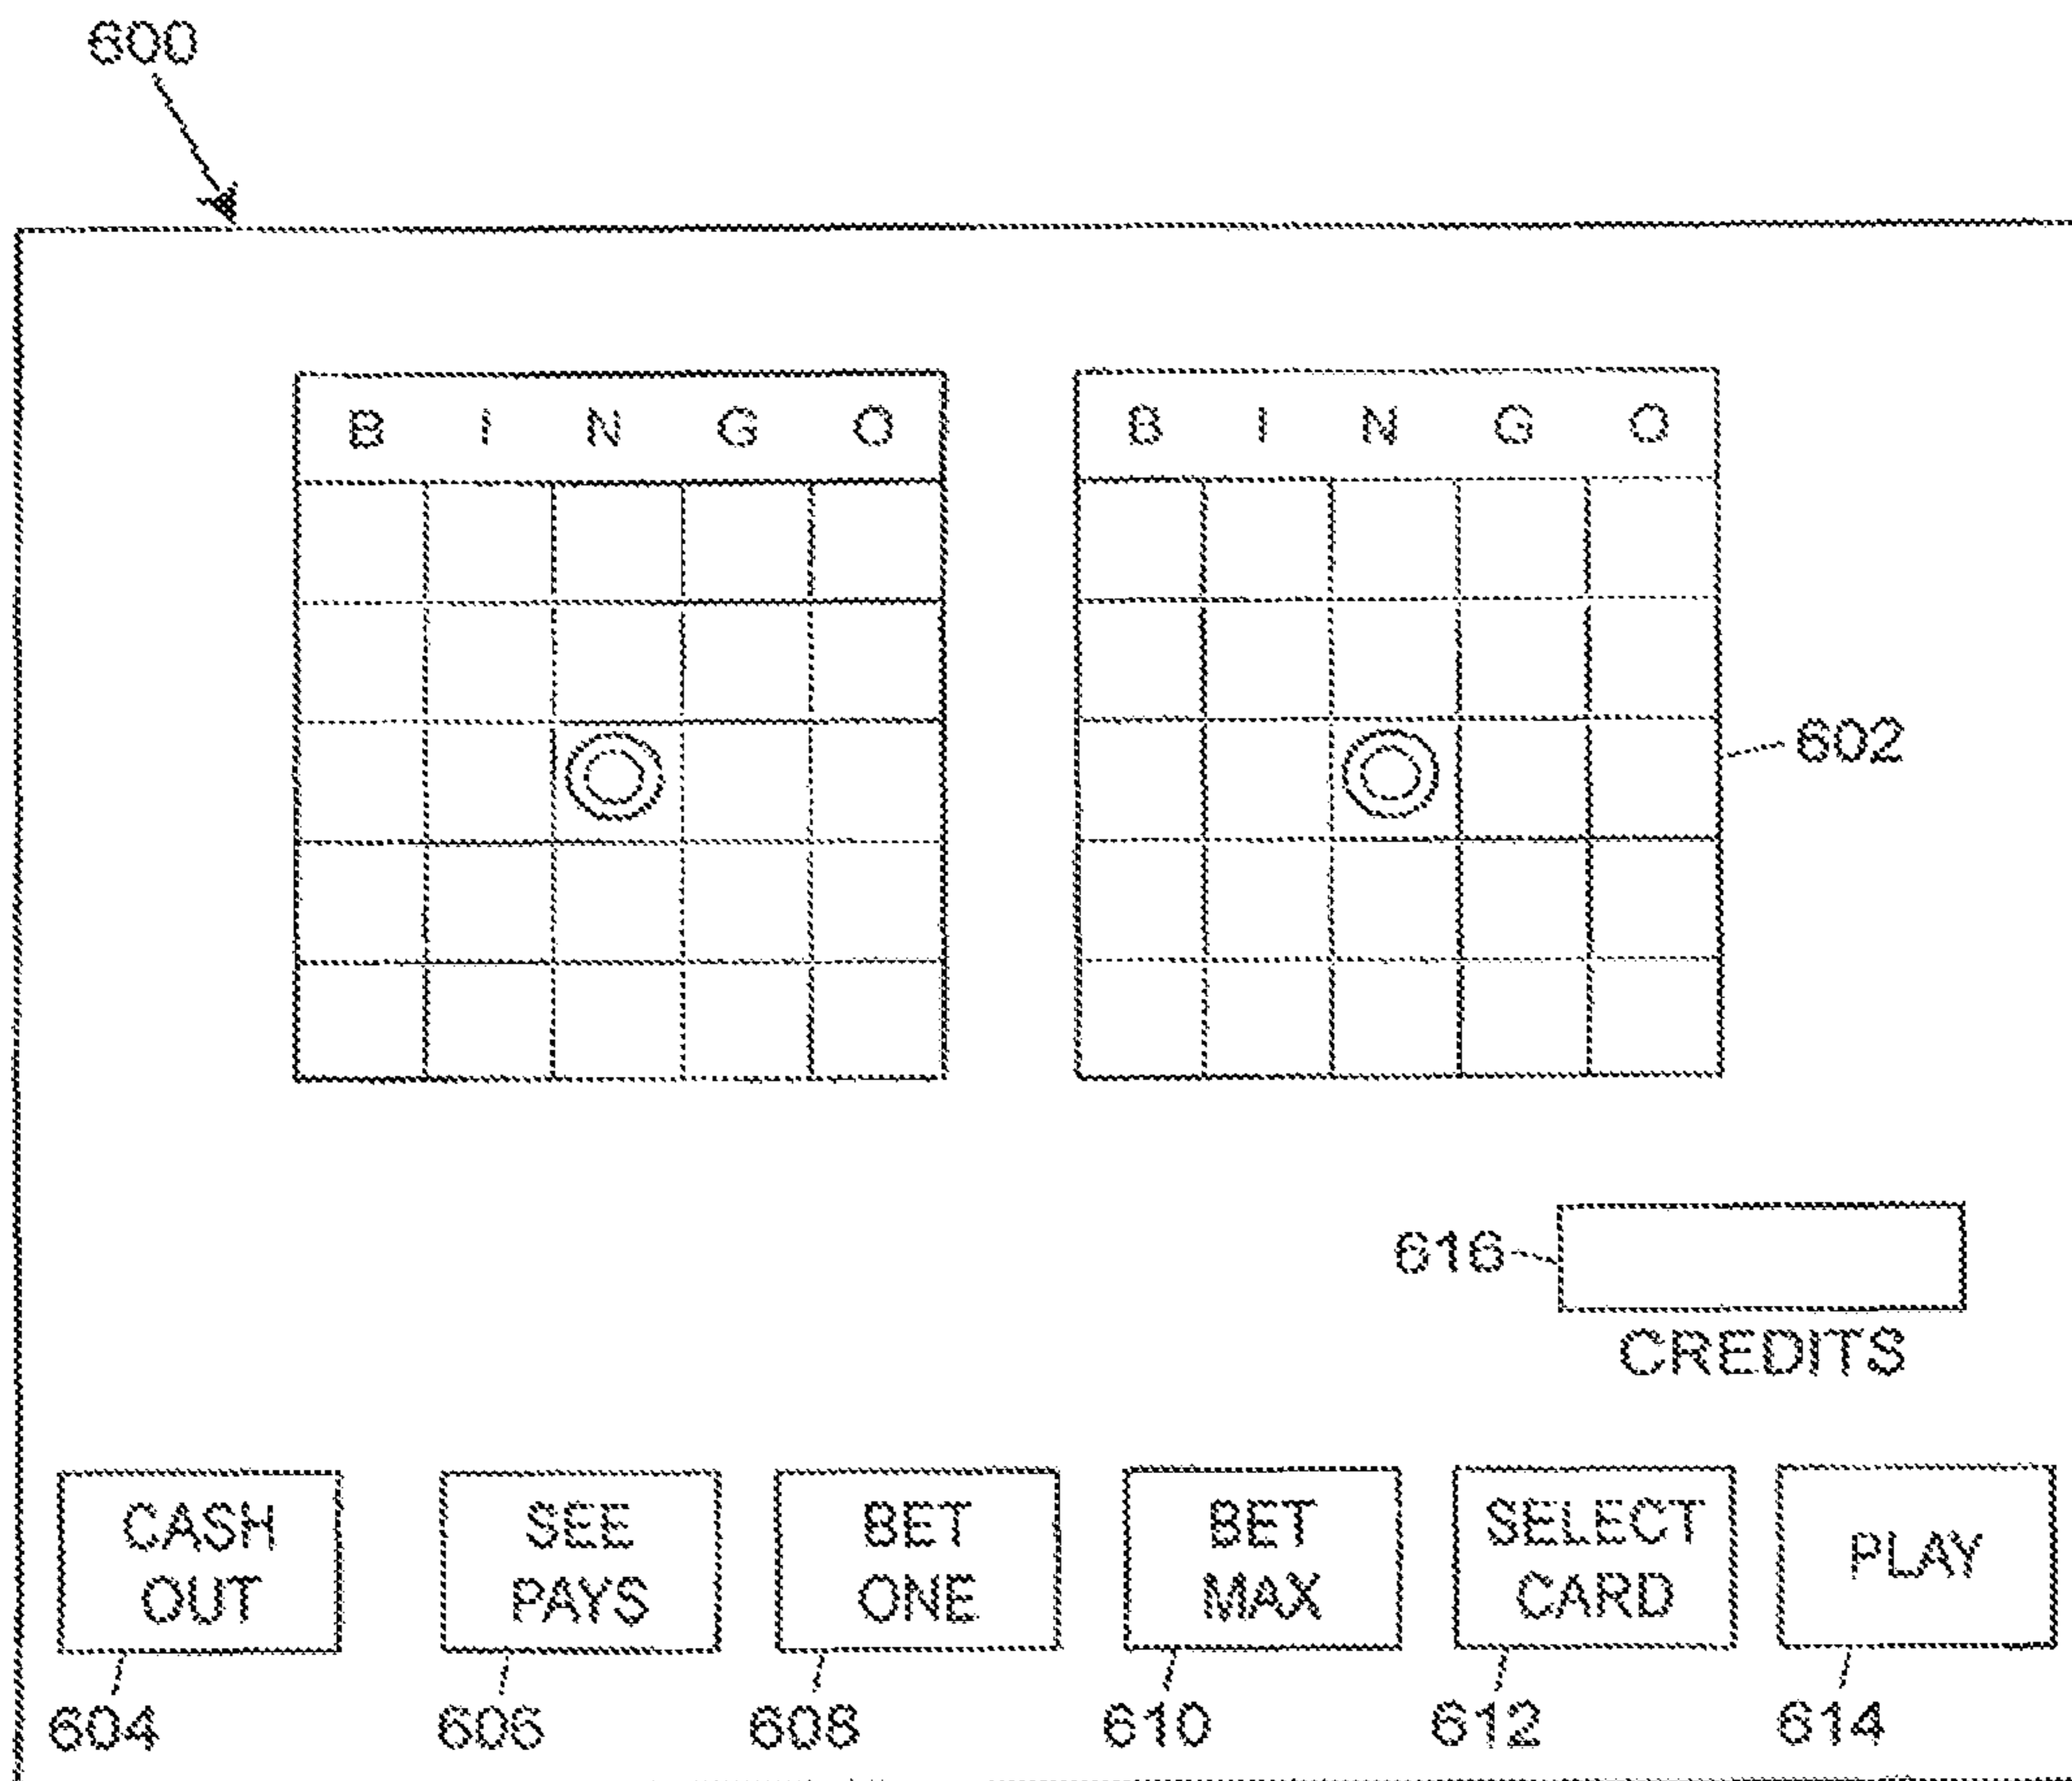 600
B I N G O
B I N G O
602
616
CREDITS
CASH
OUT
SEE
PAYS
BET
ONE
BET
MAX
SELECT
CARD
PLAY
604
606
608
610
612
614